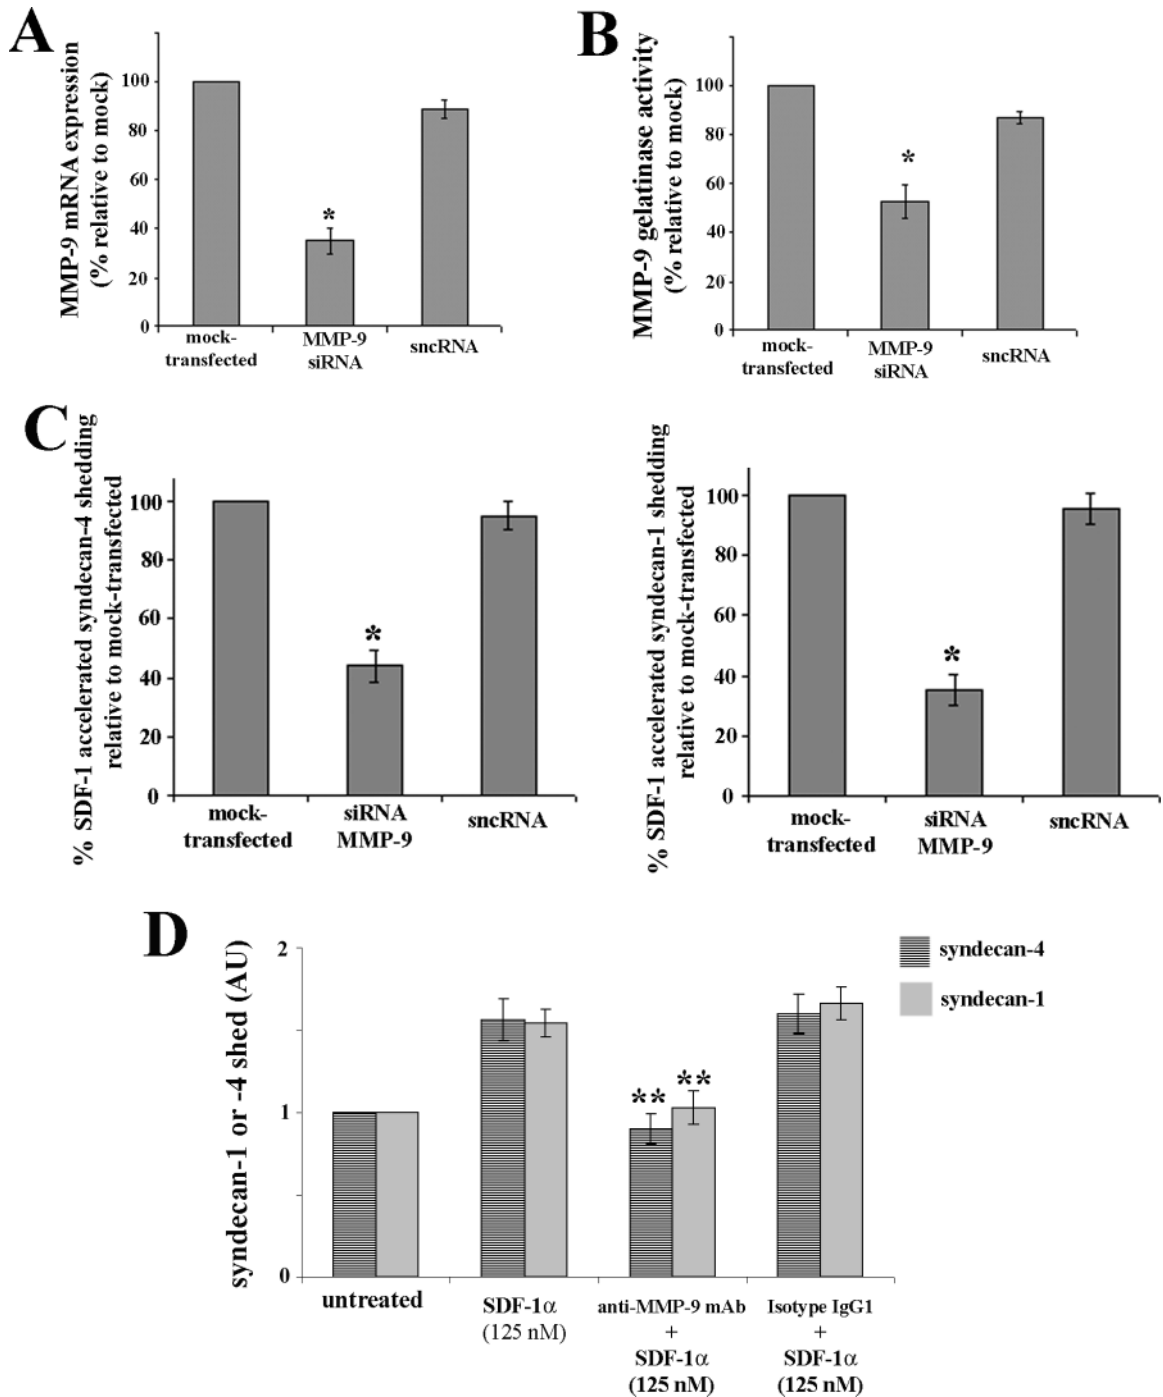 A
MMP-9 mRNA expression
(% relative to mock)
100
80
60
40
20
0
*
mock-
transfected
MMP-9
siRNA
sncRNA
B
MMP-9 gelatinase activity
(% relative to mock)
100
80
60
40
20
0
*
mock-
transfected
MMP-9
siRNA
sncRNA
C
% SDF-1 accelerated syndecan-4 shedding
relative to mock-transfected
100
80
60
40
20
0
*
mock-
transfected
siRNA
MMP-9
sncRNA
% SDF-1 accelerated syndecan-1 shedding
relative to mock-transfected
100
80
60
40
20
0
*
mock-
transfected
siRNA
MMP-9
sncRNA
D
syndecan-1 or -4 shed (AU)
2
1
0
**
**
syndecan-4
syndecan-1
untreated
SDF-1α
(125 nM)
anti-MMP-9 mAb
+
SDF-1α
(125 nM)
Isotype IgG1
+
SDF-1α
(125 nM)